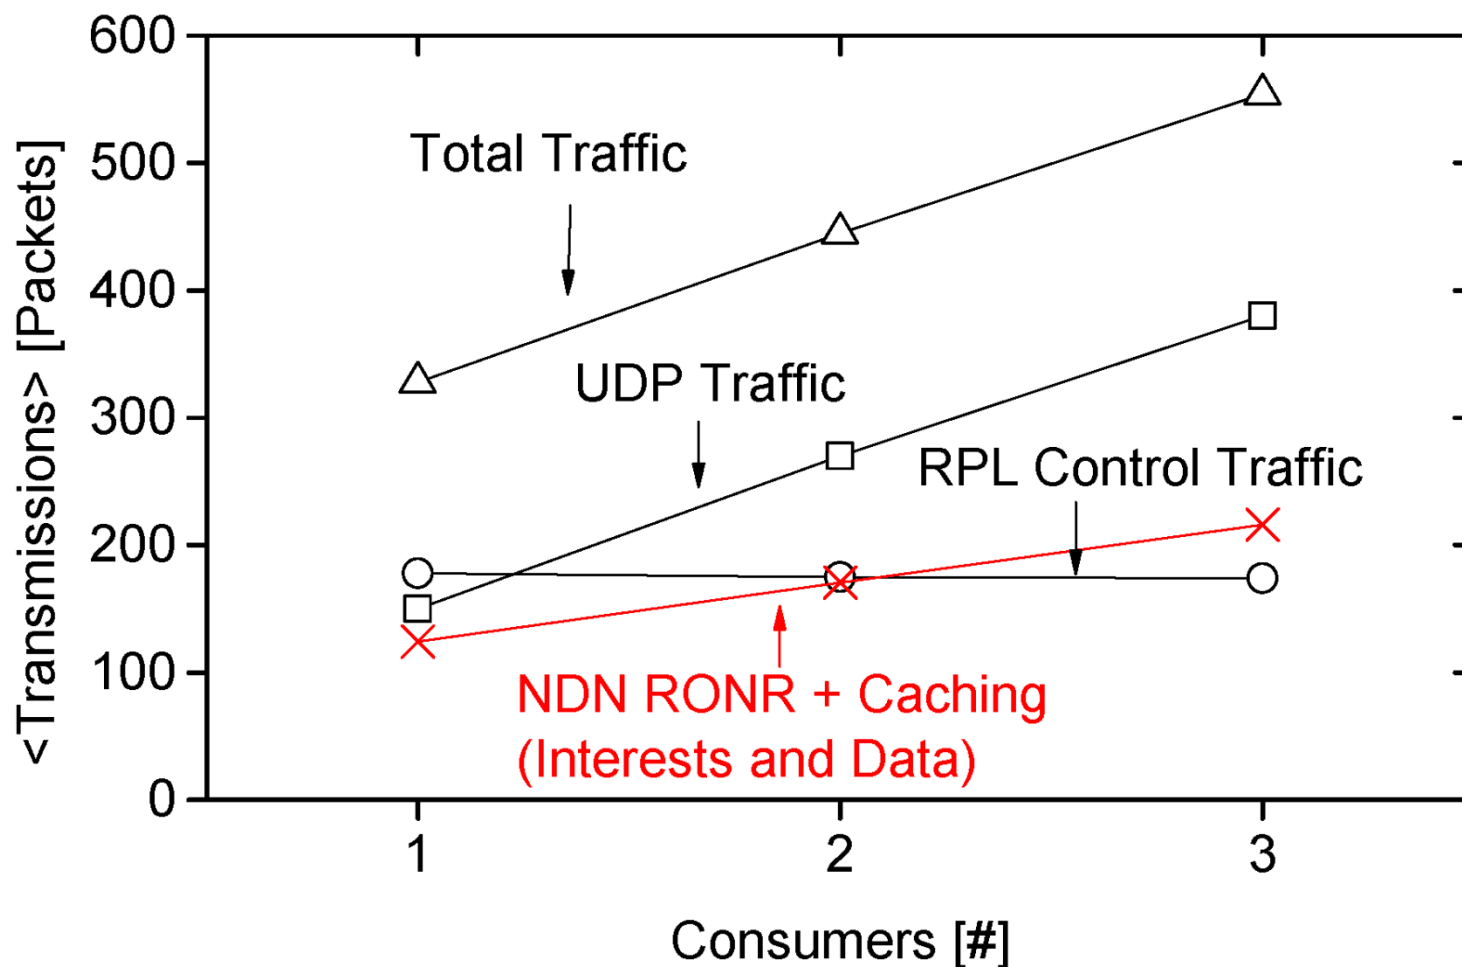 600
500
400
300
200
100
0
<Transmissions> [Packets]
Total Traffic
UDP Traffic
RPL Control Traffic
NDN RONR + Caching
(Interests and Data)
1
2
3
Consumers [#]